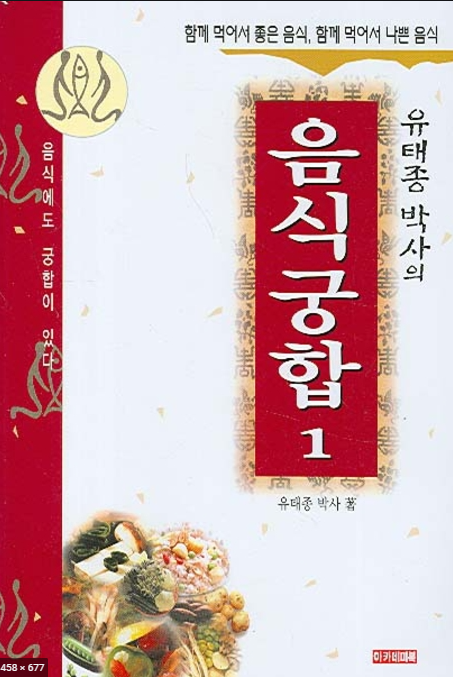 함께 먹어서 좋은 음식, 함께 먹어서 나쁜 음식
유태종 박사의
음식궁합
1
음식에도 궁합이 있다
유태종 박사 著
아카데미북
458 × 677